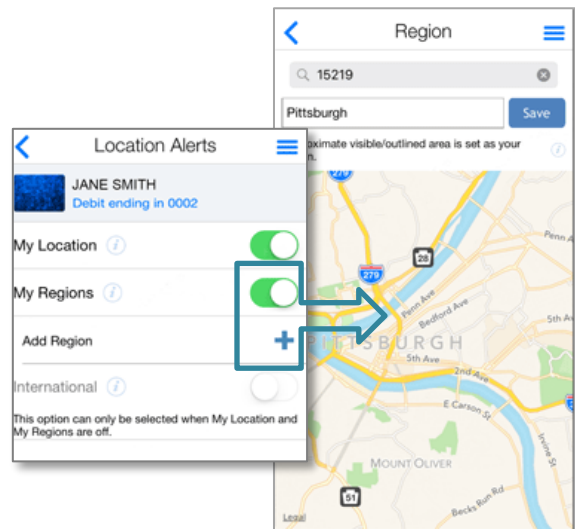 Region
15219
Pittsburgh
Save
visible/outlined area is set as your
Location Alerts
JANE SMITH
Debit ending in 0002
My Location
My Regions
Add Region
International
This option can only be selected when My Location and
My Regions are off.
279
28
279
Penn A
Penn Ave
Bedford Ave
5th A
PITTSBURGH
5th Ave
2nd Ave
E Carson St
Irvine St
MOUNT OLIVER
51
Becks Run Rd
Legal